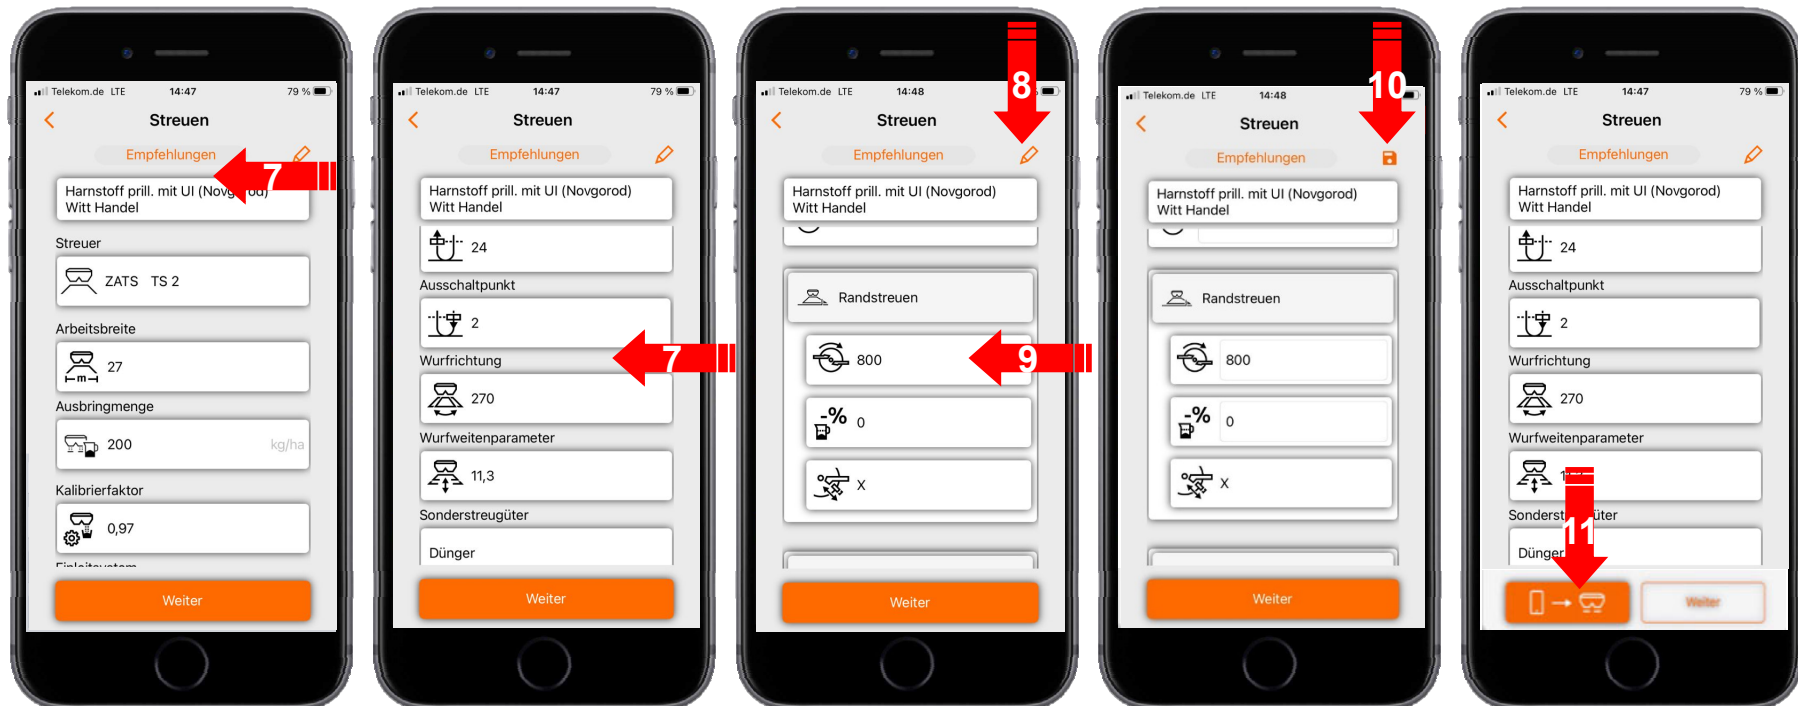 Telekom.de LTE 14:47 79 %
Streuen
Empfehlungen
7
Harnstoff prill. mit UI (Novgorod)
Witt Handel
Streuer
ZATS TS 2
Arbeitsbreite
m
27
Ausbringmenge
200 kg/ha
Kalibrierfaktor
0,97
Einleitsystem
Weiter
Telekom.de LTE 14:47 79 %
Streuen
Empfehlungen
Harnstoff prill. mit UI (Novgorod)
Witt Handel
24
Ausschaltpunkt
2
Wurfrichtung
7
270
Wurfweitenparameter
11,3
Sonderstreugüter
Dünger
Weiter
8
Telekom.de LTE 14:48 %
Streuen
Empfehlungen
Harnstoff prill. mit UI (Novgorod)
Witt Handel
Randstreuen
800
9
-% 0
X
Weiter
10
Telekom.de LTE 14:48
Streuen
Empfehlungen
Harnstoff prill. mit UI (Novgorod)
Witt Handel
Randstreuen
800
-% 0
X
Weiter
Telekom.de LTE 14:47 79 %
Streuen
Empfehlungen
Harnstoff prill. mit UI (Novgorod)
Witt Handel
24
Ausschaltpunkt
2
Wurfrichtung
270
Wurfweitenparameter
Sonderstreugüter
11
Dünger
Weiter